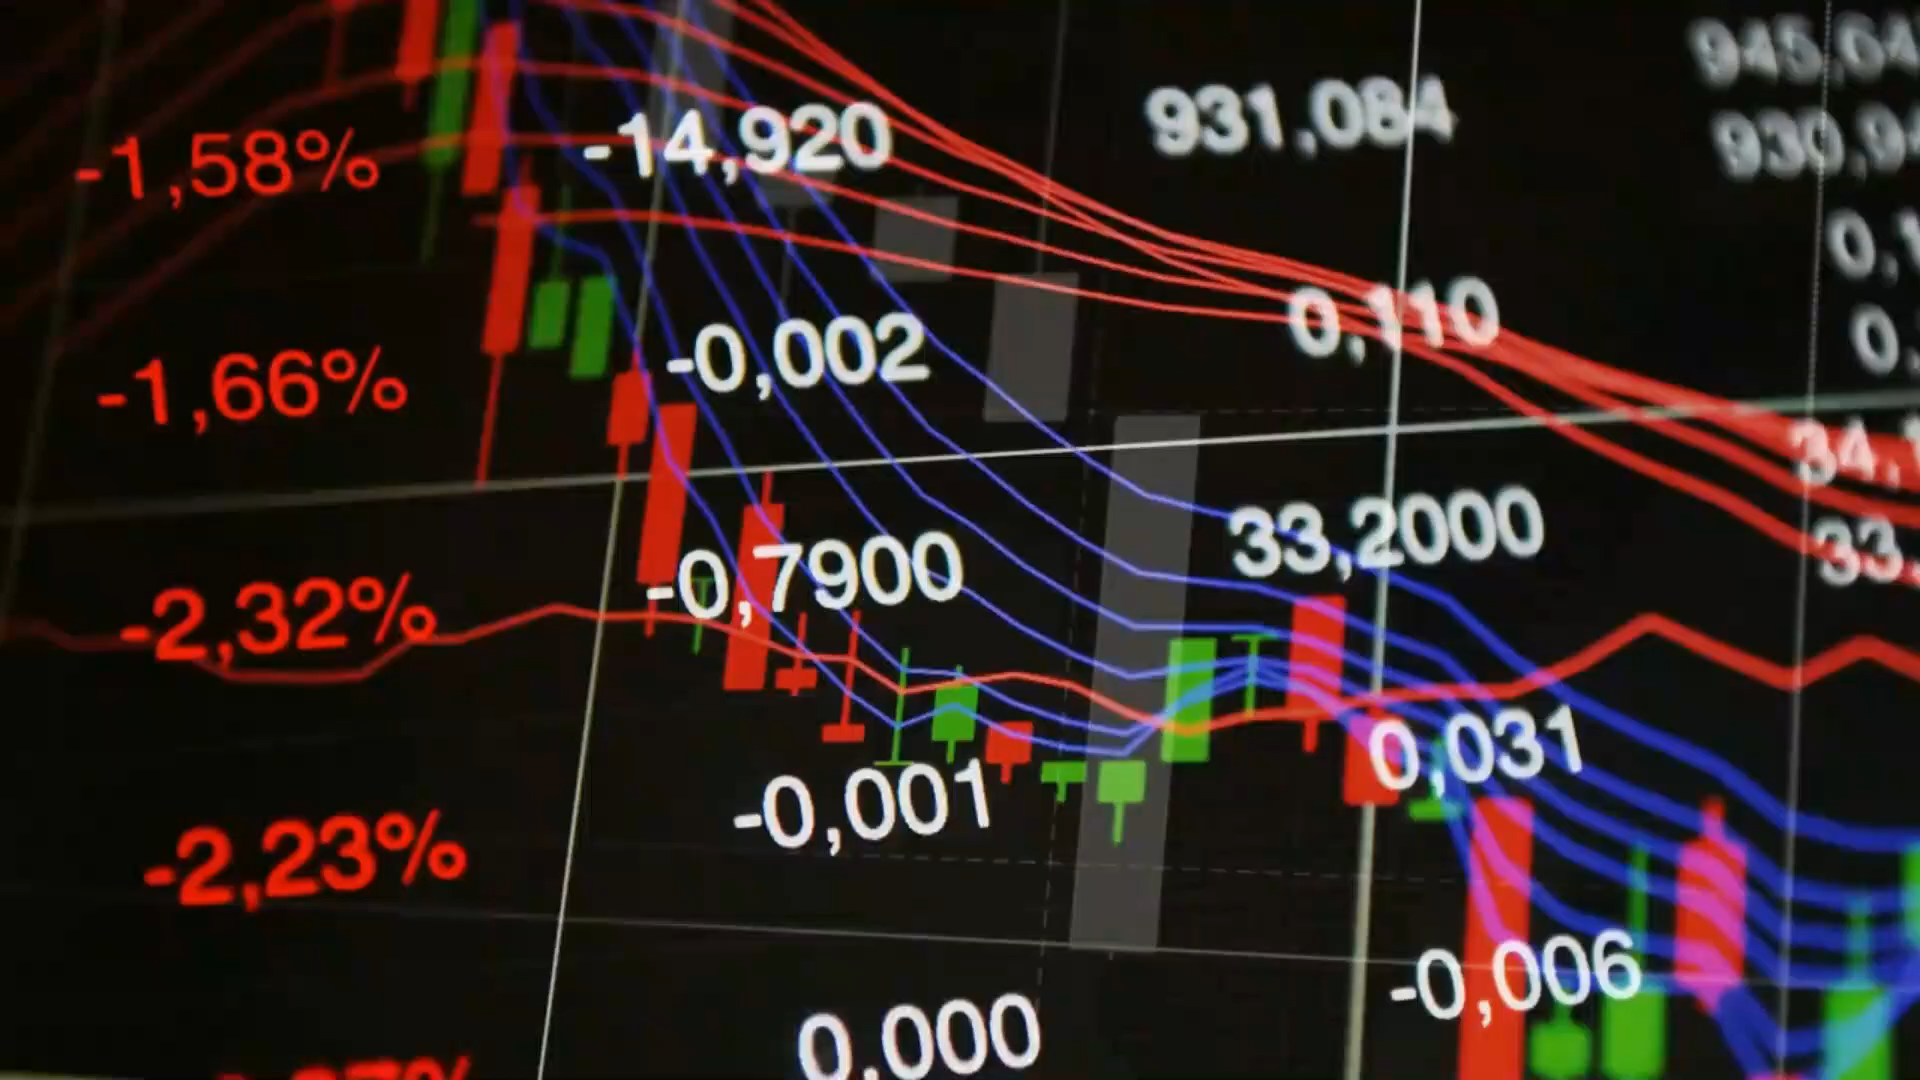 -1,58% -14,920 931,084
-1,66% -0,002 0,110
-2,32% -0,7900 33,2000
-2,23% -0,001 0,031
0,000 -0,006